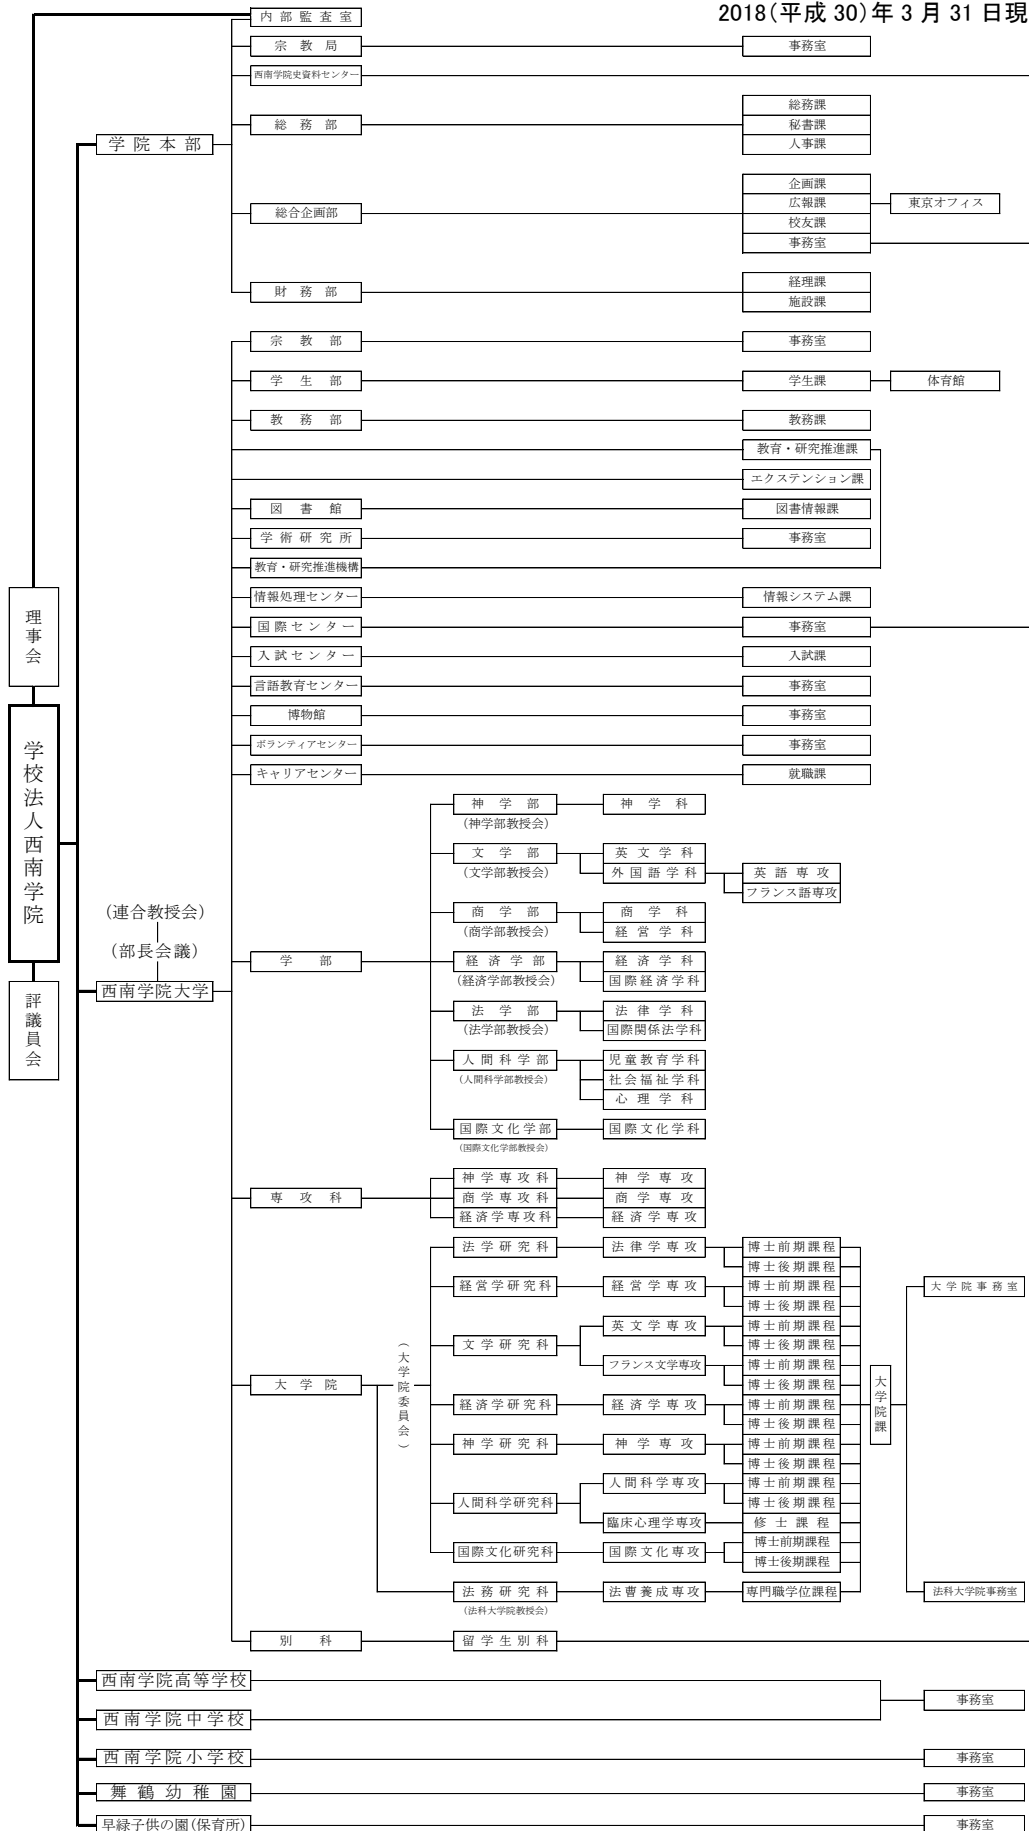 2018(平成 30)年 3 月 31 日現
内部監査室
宗教局
事務室
西南学院史資料センター
総務課
総務部
秘書課
学院本部
人事課
企画課
総合企画部
広報課
東京オフィス
校友課
事務室
経理課
財務部
施設課
宗教部
事務室
学生部
学生課
体育館
教務部
教務課
教育・研究推進課
エクステンション課
図書館
図書情報課
学術研究所
事務室
教育・研究推進機構
情報処理センター
情報システム課
理事会
国際センター
事務室
入試センター
入試課
言語教育センター
事務室
博物館
事務室
ボランティアセンター
事務室
キャリアセンター
就職課
学校法人西南学院
神学部
神学科
(神学部教授会)
文学部
英文学科
(文学部教授会)
外国語学科
英語専攻
フランス語専攻
(連合教授会)
商学部
商学科
(商学部教授会)
経営学科
(部長会議)
学部
経済学部
経済学科
(経済学部教授会)
国際経済学科
西南学院大学
評議員会
法学部
法律学科
(法学部教授会)
国際関係法学科
人間科学部
児童教育学科
(人間科学部教授会)
社会福祉学科
心理学科
国際文化学部
国際文化学科
(国際文化学部教授会)
専攻科
神学専攻科
神学専攻
商学専攻科
商学専攻
経済学専攻科
経済学専攻
法学研究科
法律学専攻
博士前期課程
博士後期課程
経営学研究科
経営学専攻
博士前期課程
大学院事務室
博士後期課程
文学研究科
英文学専攻
博士前期課程
博士後期課程
フランス文学専攻
博士前期課程
博士後期課程
大学院
(大学院委員会)
大学院課
経済学研究科
経済学専攻
博士前期課程
博士後期課程
神学研究科
神学専攻
博士前期課程
博士後期課程
人間科学研究科
人間科学専攻
博士前期課程
博士後期課程
臨床心理学専攻
修士課程
国際文化研究科
国際文化専攻
博士前期課程
博士後期課程
法務研究科
法曹養成専攻
専門職学位課程
法科大学院事務室
(法科大学院教授会)
別科
留学生別科
西南学院高等学校
事務室
西南学院中学校
西南学院小学校
事務室
舞鶴幼稚園
事務室
早緑子供の園(保育所)
事務室